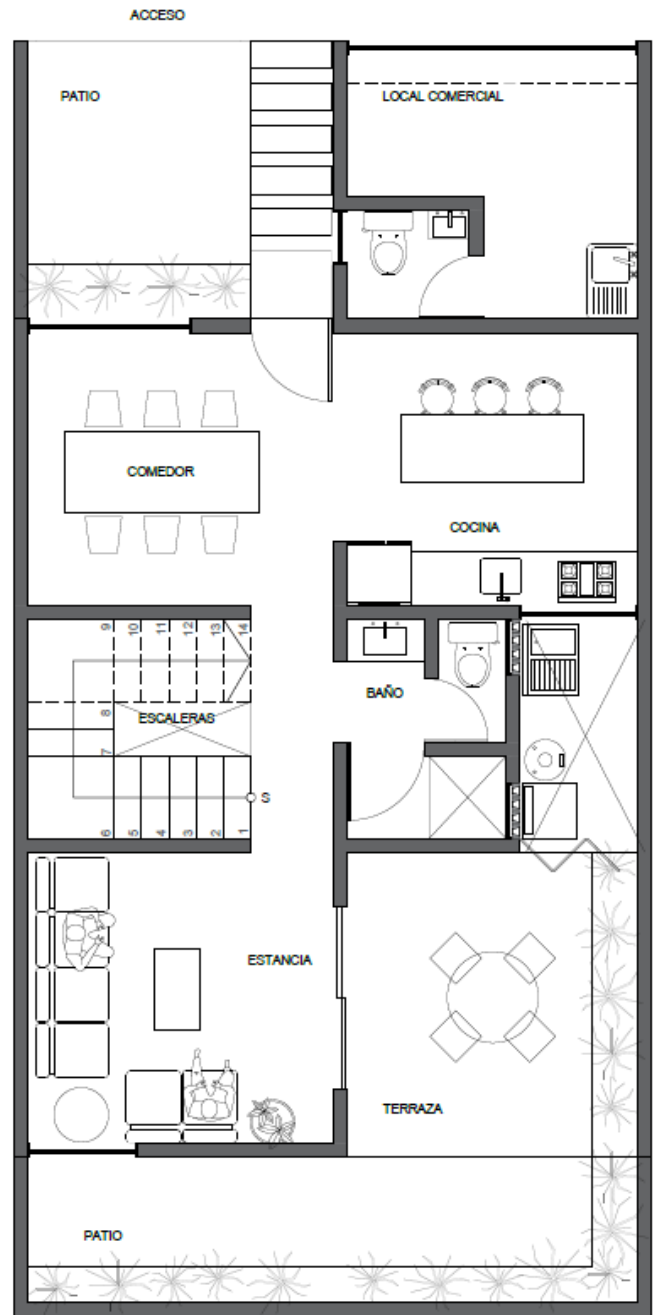 ACCESO
PATIO
LOCAL COMERCIAL
COMEDOR
COCINA
9
10
11
12
13
14
BAÑO
8
ESCALERAS
7
S
6
5
4
3
2
1
ESTANCIA
TERRAZA
PATIO